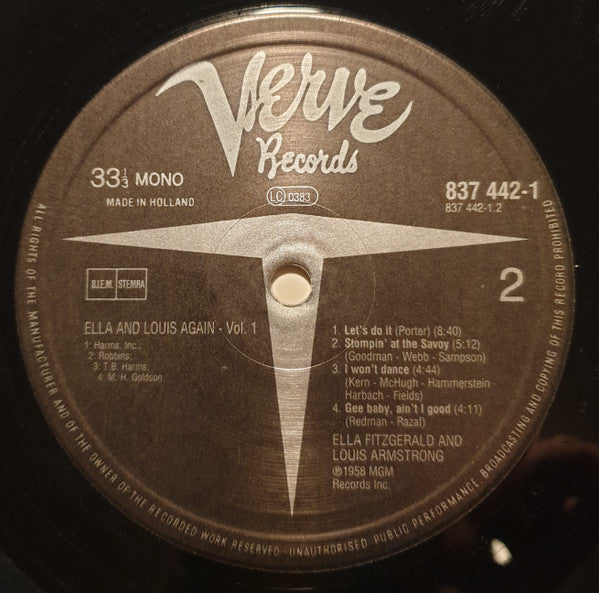 Verve
Records
33⅓ MONO
MADE IN HOLLAND
LC 0383
837 442-1
837 442-1.2
B.I.E.M. STEMRA
2
ELLA AND LOUIS AGAIN - Vol. 1
1: Harms, Inc.;
2: Robbins;
3: T.B. Harms;
4: M. H. Goldson
1. Let's do it (Porter) (8:40)
2. Stompin' at the Savoy (5:12)
(Goodman - Webb - Sampson)
3. I won't dance (4:44)
(Kern - McHugh - Hammerstein -
Harbach - Fields)
4. Gee baby, ain't I good (4:11)
(Redman - Razaf)
ELLA FITZGERALD AND
LOUIS ARMSTRONG
℗1958 MGM
Records Inc.
ALL RIGHTS OF THE MANUFACTURER AND OF THE OWNER OF THE RECORDED WORK RESERVED · UNAUTHORISED PUBLIC PERFORMANCE, BROADCASTING AND COPYING OF THIS RECORD PROHIBITED